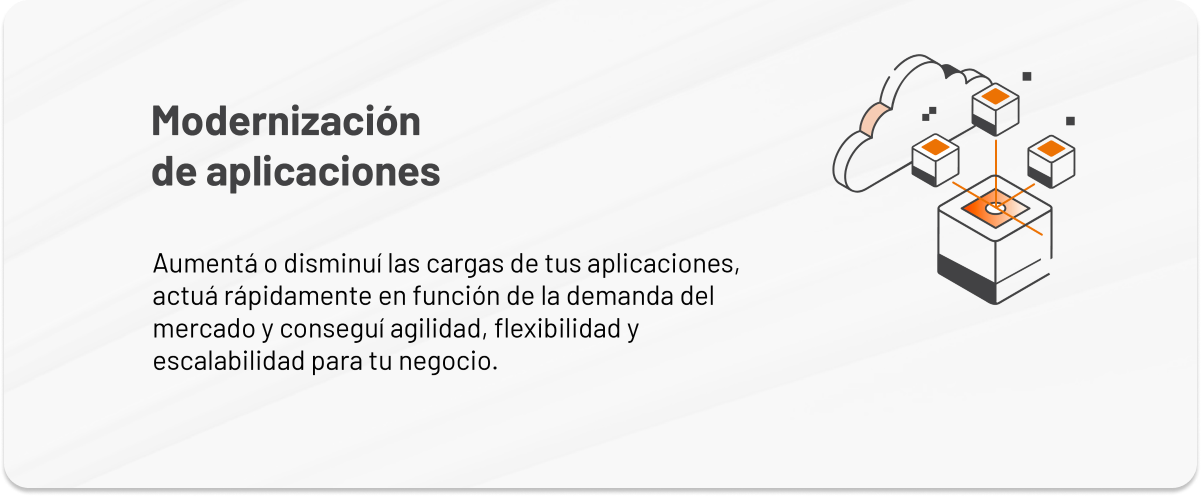 Modernización
de aplicaciones
Aumentá o disminuí las cargas de tus aplicaciones,
actuá rápidamente en función de la demanda del
mercado y conseguí agilidad, flexibilidad y
escalabilidad para tu negocio.